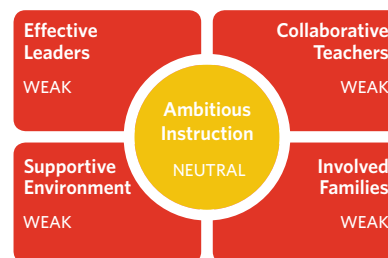 Effective
Leaders
WEAK
Collaborative
Teachers
WEAK
Ambitious
Instruction
NEUTRAL
Supportive
Environment
WEAK
Involved
Families
WEAK